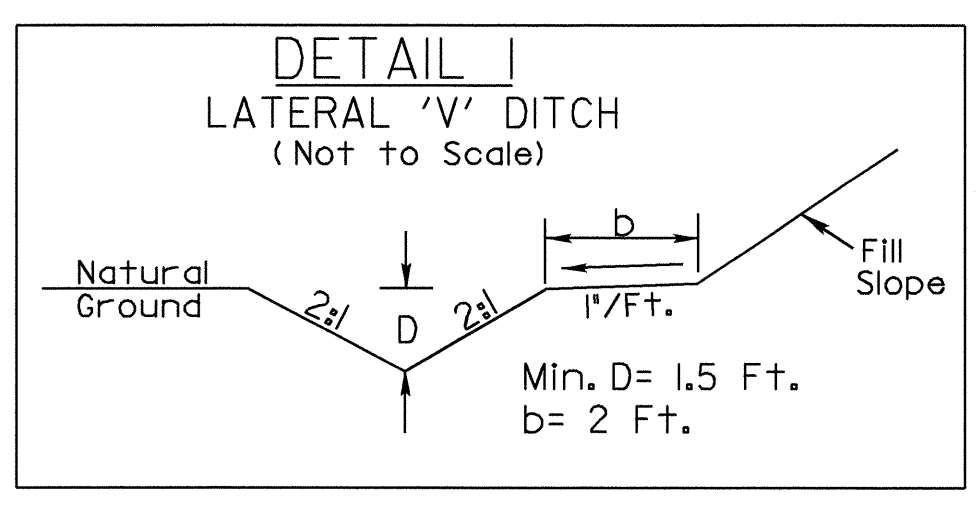 DETAIL 1
LATERAL 'V' DITCH
(Not to Scale)
b
Natural
Ground
2:1
D
2:1
1"/Ft.
Fill
Slope
Min. D= 1.5 Ft.
b= 2 Ft.